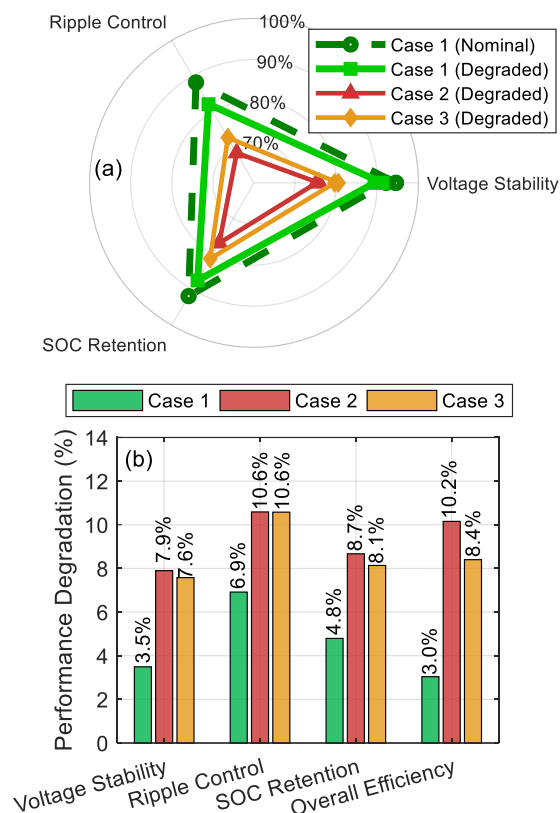 Ripple Control
100%
90%
80%
70%
Case 1 (Nominal)
Case 1 (Degraded)
Case 2 (Degraded)
Case 3 (Degraded)
(a)
Voltage Stability
SOC Retention
Case 1
Case 2
Case 3
(b)
Performance Degradation (%)
14
12
10
8
6
4
2
0
3.5%
7.9%
7.6%
6.9%
10.6%
10.6%
4.8%
8.7%
8.1%
3.0%
10.2%
8.4%
Voltage Stability
Ripple Control
SOC Retention
Overall Efficiency